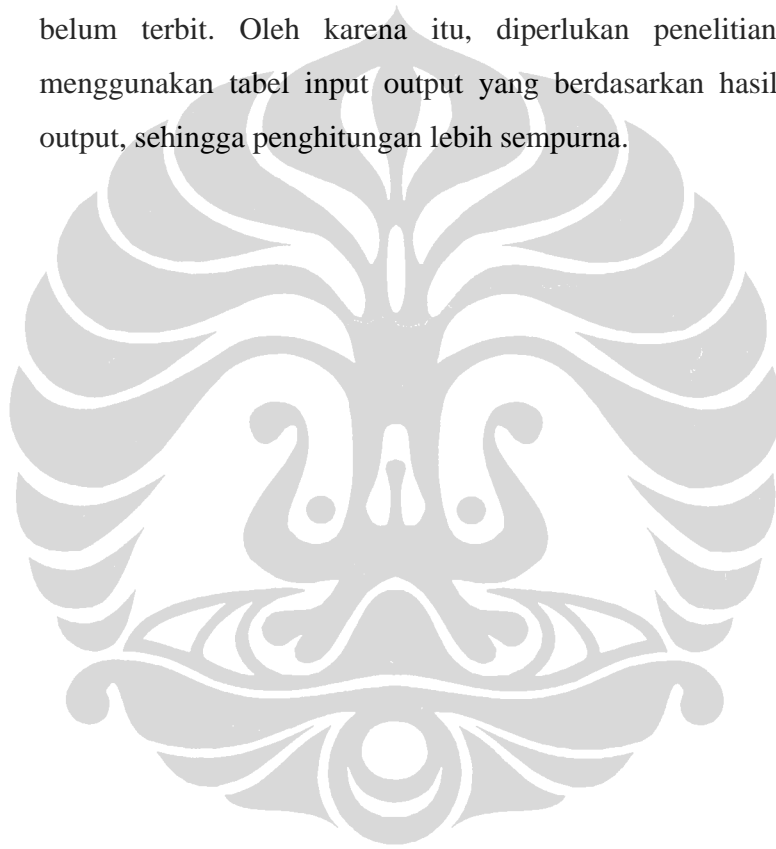 belum terbit. Oleh karena itu, diperlukan penelitian
menggunakan tabel input output yang berdasarkan hasil
output, sehingga penghitungan lebih sempurna.